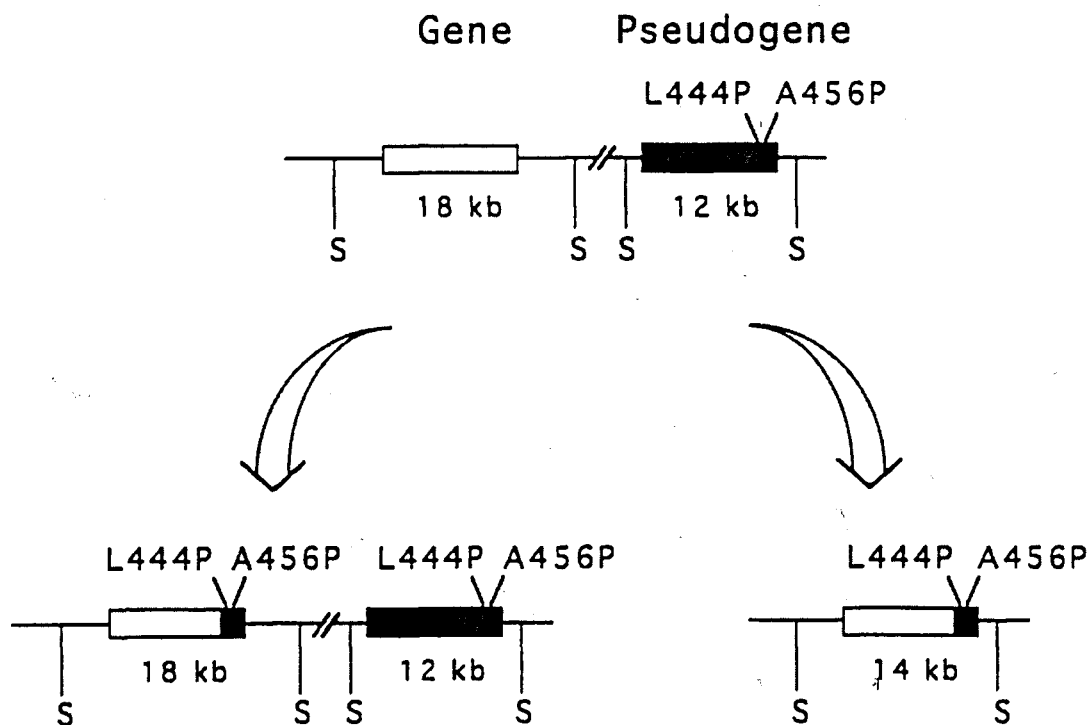 Gene Pseudogene
L444P A456P
18 kb 12 kb
S S S S
L444P A456P L444P A456P L444P A456P
18 kb 12 kb 14 kb
S S S S S S